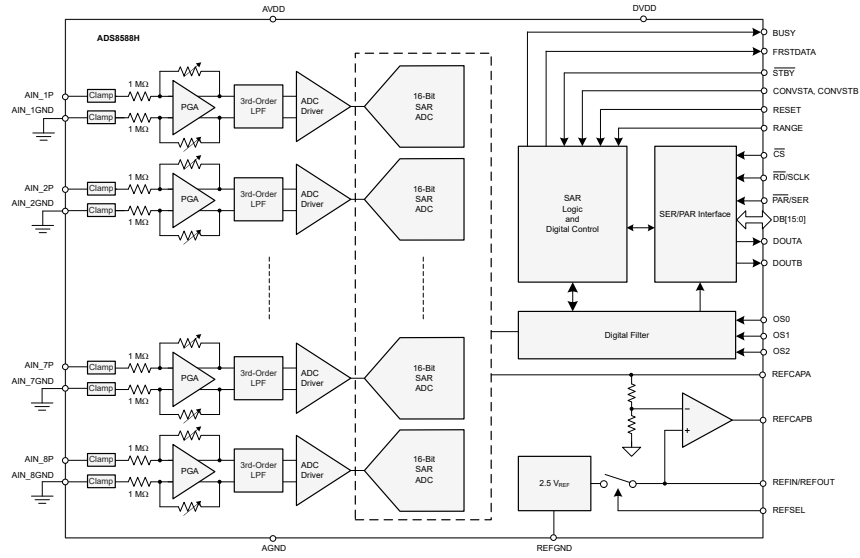 AVDD
DVDD
ADS8588H
BUSY
FRSTDATA
STBY
CONVSTA, CONVSTB
RESET
RANGE
CS
RD/SCLK
PAR/SER
DB[15:0]
DOUTA
DOUTB
OS0
OS1
OS2
REFCAPA
REFCAPB
REFIN/REFOUT
REFSEL
AIN_1P
AIN_1GND
Clamp
Clamp
1 MΩ
1 MΩ
PGA
3rd-Order
LPF
ADC
Driver
16-Bit
SAR
ADC
AIN_2P
AIN_2GND
Clamp
Clamp
1 MΩ
1 MΩ
PGA
3rd-Order
LPF
ADC
Driver
16-Bit
SAR
ADC
AIN_7P
AIN_7GND
Clamp
Clamp
1 MΩ
1 MΩ
PGA
3rd-Order
LPF
ADC
Driver
16-Bit
SAR
ADC
AIN_8P
AIN_8GND
Clamp
Clamp
1 MΩ
1 MΩ
PGA
3rd-Order
LPF
ADC
Driver
16-Bit
SAR
ADC
SAR
Logic
and
Digital Control
SER/PAR Interface
Digital Filter
2.5 VREF
AGND
REFGND